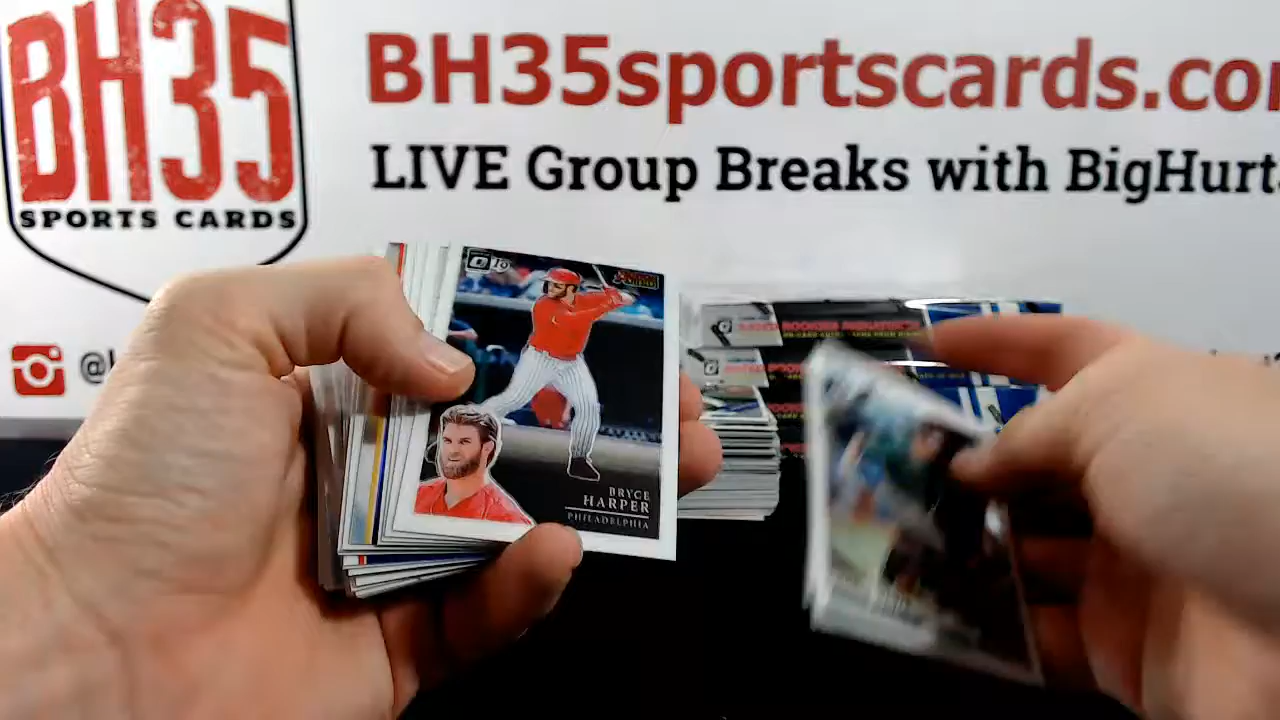 BH35
SPORTS CARDS
BH35sportscards.co
LIVE Group Breaks with BigHurt
@
BRYCE
HARPER
PHILADELPHIA